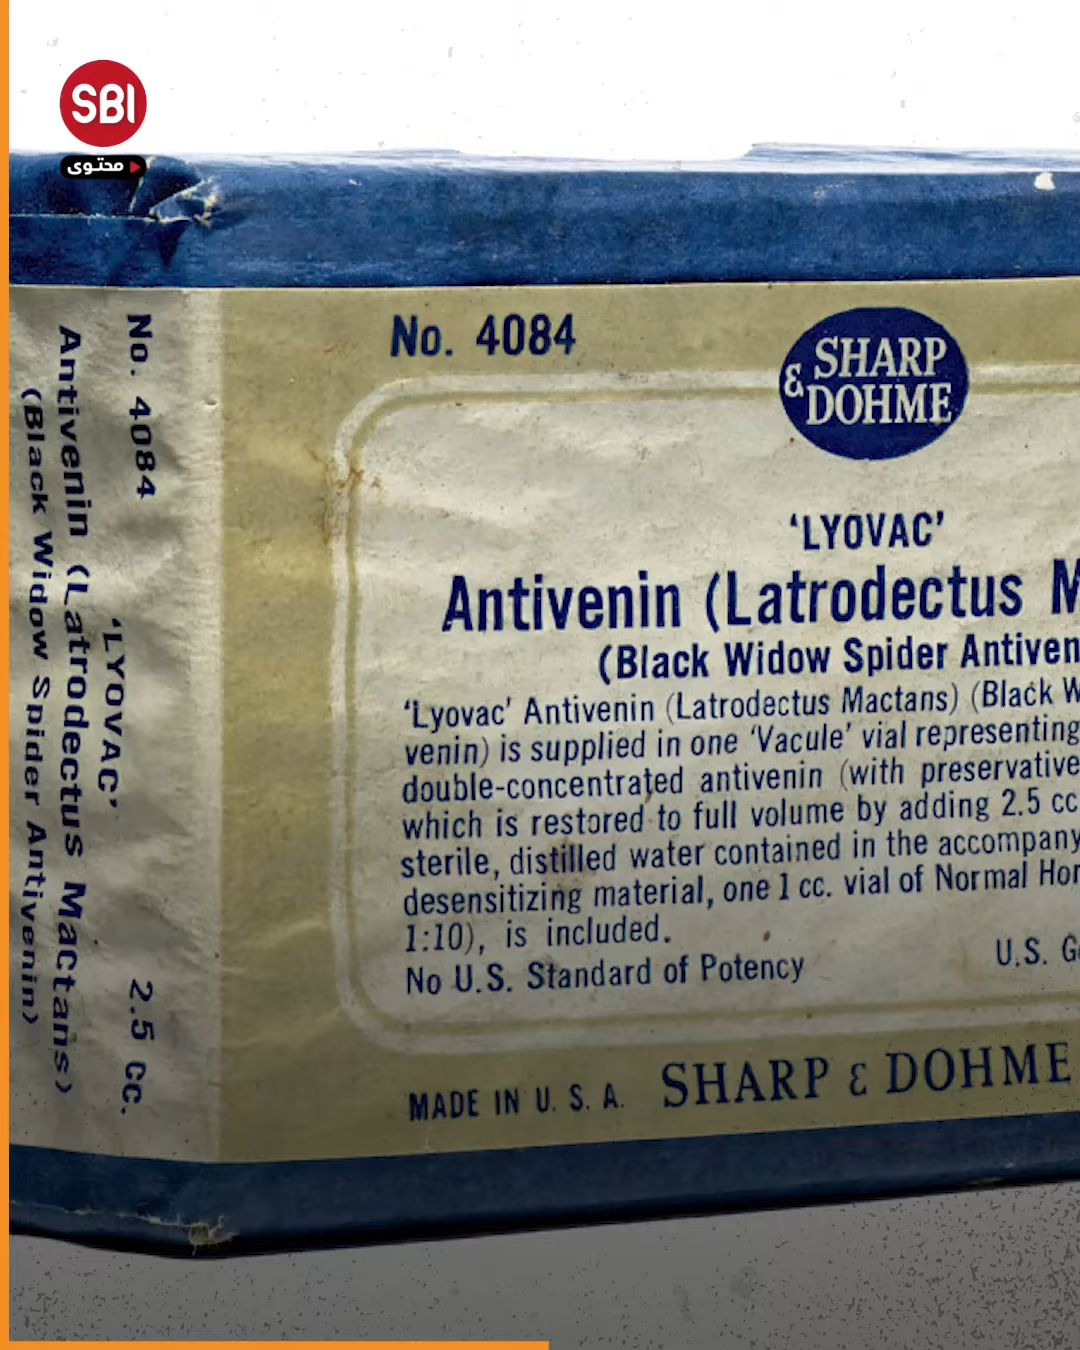 SBI
محتوى
No. 4084
SHARP
& DOHME
'LYOVAC'
Antivenin (Latrodectus M
(Black Widow Spider Antiven
'Lyovac' Antivenin (Latrodectus Mactans) (Black W
venin) is supplied in one 'Vacule' vial representing
double-concentrated antivenin (with preservative
which is restored to full volume by adding 2.5 cc
sterile, distilled water contained in the accompany
desensitizing material, one 1 cc. vial of Normal Hor
1:10), is included.
No U.S. Standard of Potency
U.S. G
MADE IN U. S. A. SHARP & DOHME
No. 4084 'LYOVAC' 2.5 cc.
Antivenin (Latrodectus Mactans)
(Black Widow Spider Antivenin)